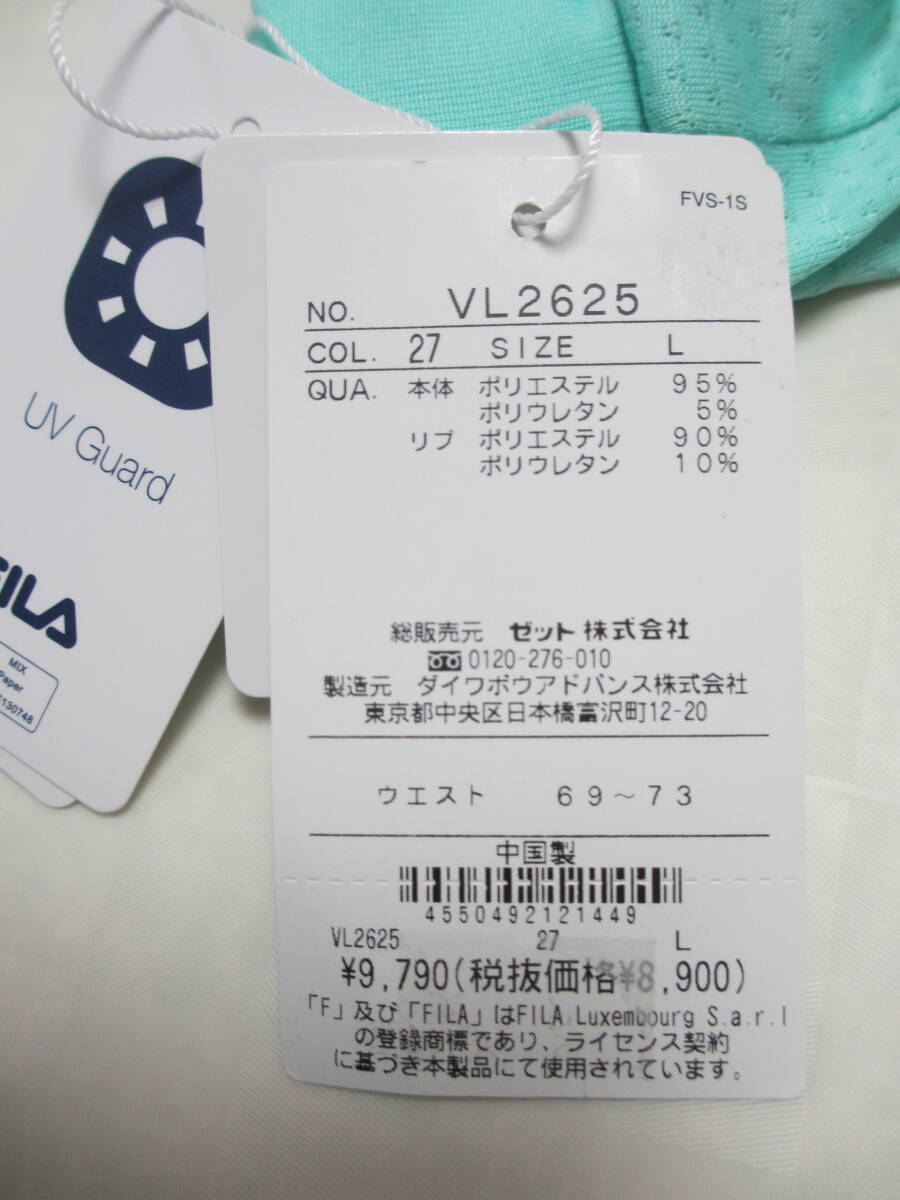 UV Guard
FILA
MIX
Paper
130748
FVS-1S
NO. VL2625
COL. 27 SIZE L
QUA. 本体 ポリエステル 95%
ポリウレタン 5%
リブ ポリエステル 90%
ポリウレタン 10%
総販売元 ゼット株式会社
0120-276-010
製造元 ダイワボウアドバンス株式会社
東京都中央区日本橋富沢町12-20
ウエスト 69~73
中国製
4550492121449
VL2625 27 L
¥9,790(税抜価格¥8,900)
「F」及び「FILA」はFILA Luxembourg S.a.r.l
の登録商標であり、ライセンス契約
に基づき本製品にて使用されています。